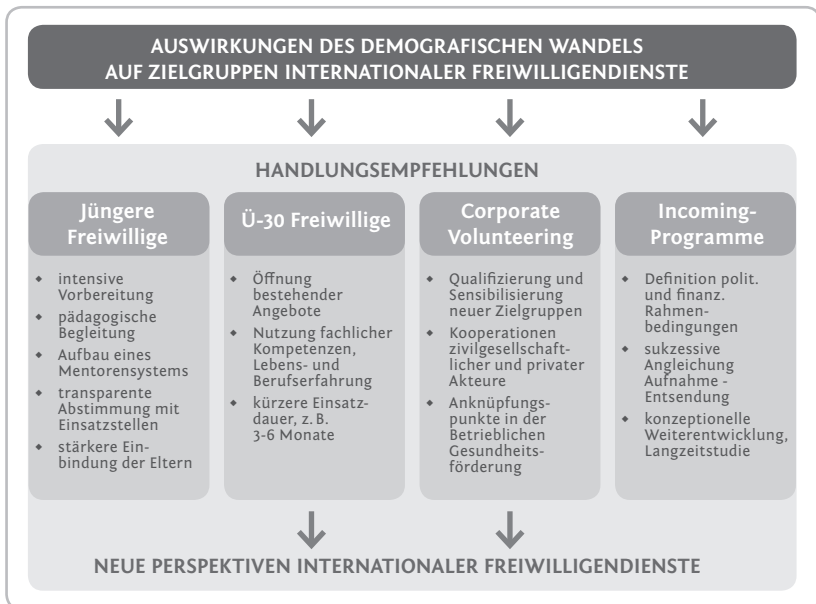 AUSWIRKUNGEN DES DEMOGRAFISCHEN WANDELS
AUF ZIELGRUPPEN INTERNATIONALER FREIWILLIGENDIENSTE
HANDLUNGSEMPFEHLUNGEN
Jüngere
Freiwillige
◆ intensive
Vorbereitung
◆ pädagogische
Begleitung
◆ Aufbau eines
Mentorensystems
◆ transparente
Abstimmung mit
Einsatzstellen
◆ stärkere Ein-
bindung der Eltern
Ü-30 Freiwillige
◆ Öffnung
bestehender
Angebote
◆ Nutzung fachlicher
Kompetenzen,
Lebens- und
Berufserfahrung
◆ kürzere Einsatz-
dauer, z. B.
3-6 Monate
Corporate
Volunteering
◆ Qualifizierung und
Sensibilisierung
neuer Zielgruppen
◆ Kooperationen
zivilgesellschaft-
licher und privater
Akteure
◆ Anknüpfungs-
punkte in der
Betrieblichen
Gesundheits-
förderung
Incoming-
Programme
◆ Definition polit.
und finanz.
Rahmen-
bedingungen
◆ sukzessive
Angleichung
Aufnahme -
Entsendung
◆ konzeptionelle
Weiterentwicklung,
Langzeitstudie
NEUE PERSPEKTIVEN INTERNATIONALER FREIWILLIGENDIENSTE